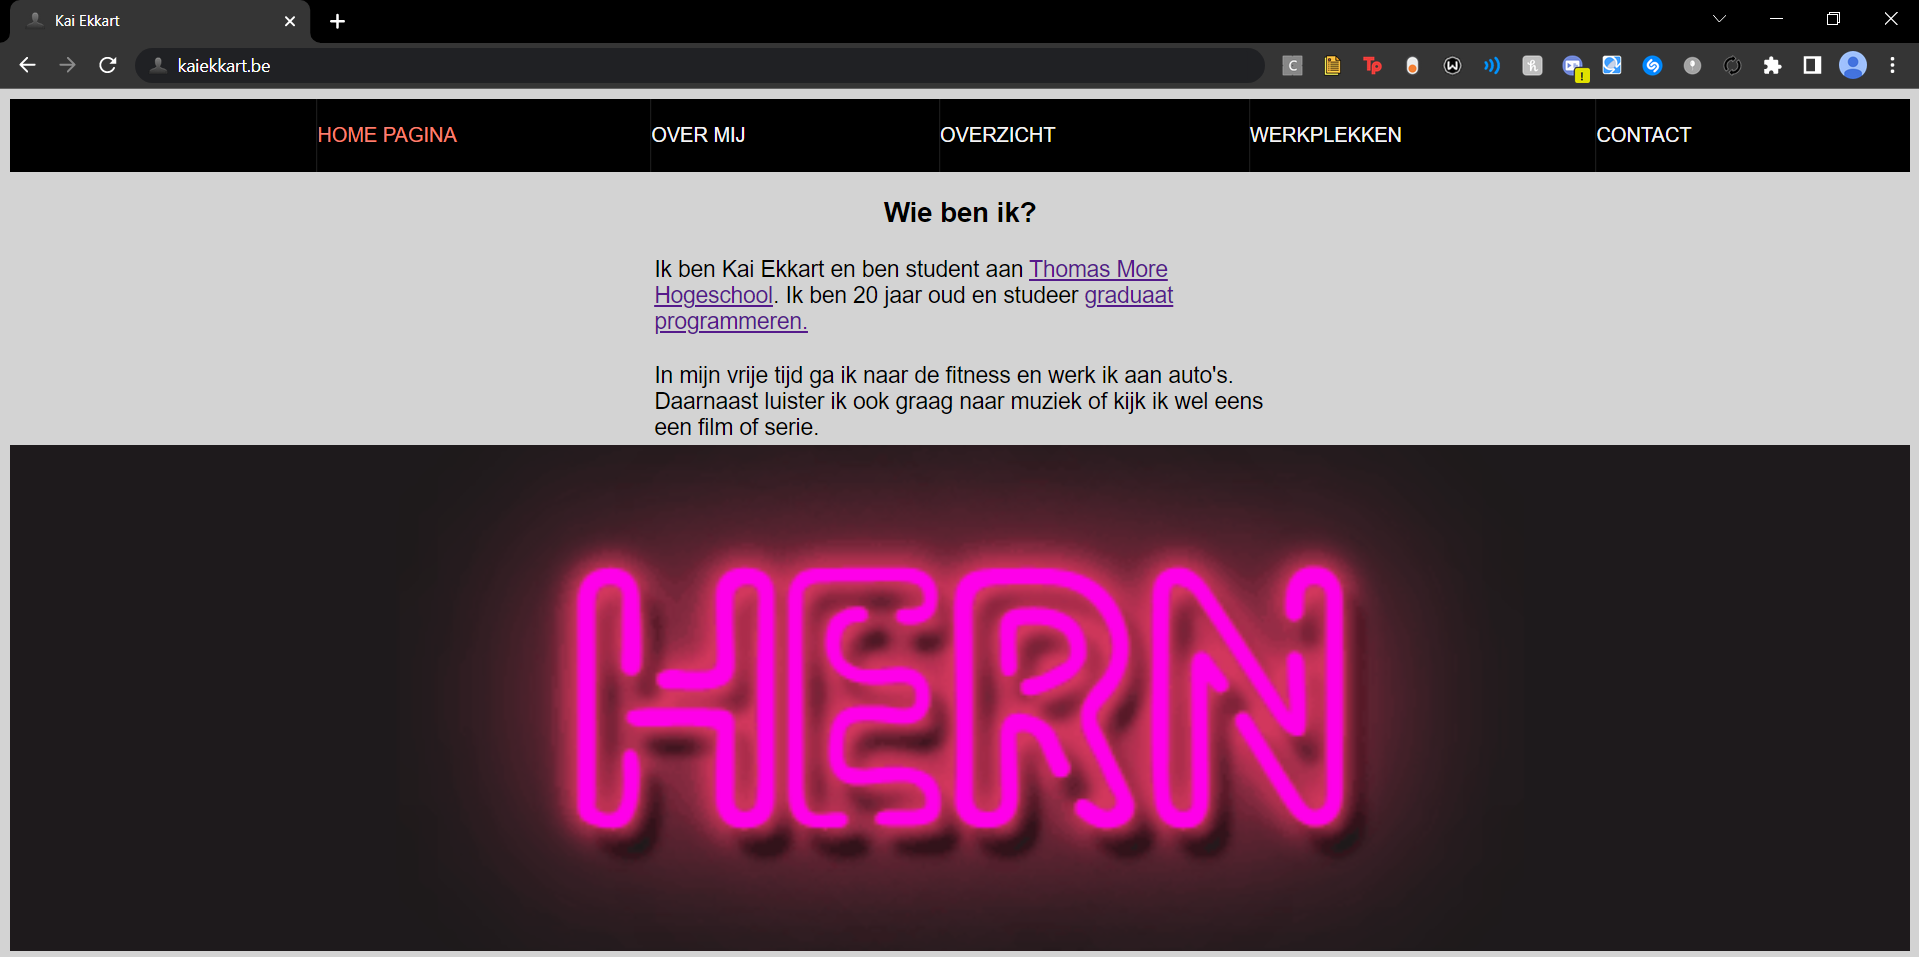 Kai Ekkart
kaiekkart.be
HOME PAGINA OVER MIJ OVERZICHT WERKPLEKKEN CONTACT
Wie ben ik?
Ik ben Kai Ekkart en ben student aan Thomas More
Hogeschool. Ik ben 20 jaar oud en studeer graduaat
programmeren.
In mijn vrije tijd ga ik naar de fitness en werk ik aan auto's.
Daarnaast luister ik ook graag naar muziek of kijk ik wel eens
een film of serie.
HERN